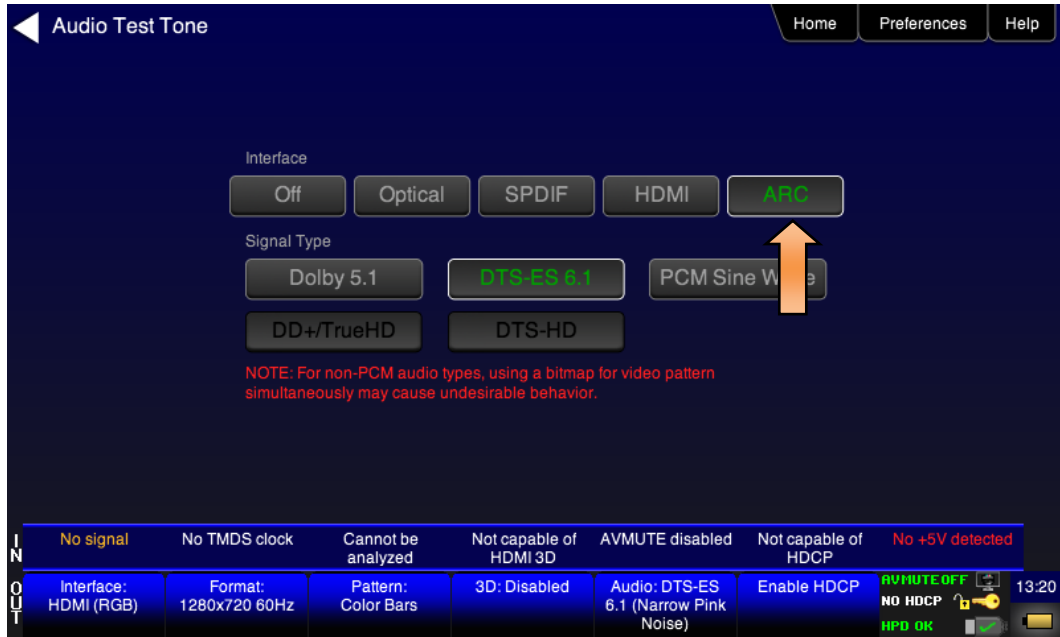 Audio Test Tone
Home
Preferences
Help
Interface
Off
Optical
SPDIF
HDMI
ARC
Signal Type
Dolby 5.1
DTS-ES 6.1
PCM Sine W e
DD+/TrueHD
DTS-HD
NOTE: For non-PCM audio types, using a bitmap for video pattern
simultaneously may cause undesirable behavior.
IN
No signal
No TMDS clock
Cannot be
analyzed
Not capable of
HDMI 3D
AVMUTE disabled
Not capable of
HDCP
No +5V detected
OUT
Interface:
HDMI (RGB)
Format:
1280x720 60Hz
Pattern:
Color Bars
3D: Disabled
Audio: DTS-ES
6.1 (Narrow Pink
Noise)
Enable HDCP
AVMUTE OFF
NO HDCP
HPD OK
13:20